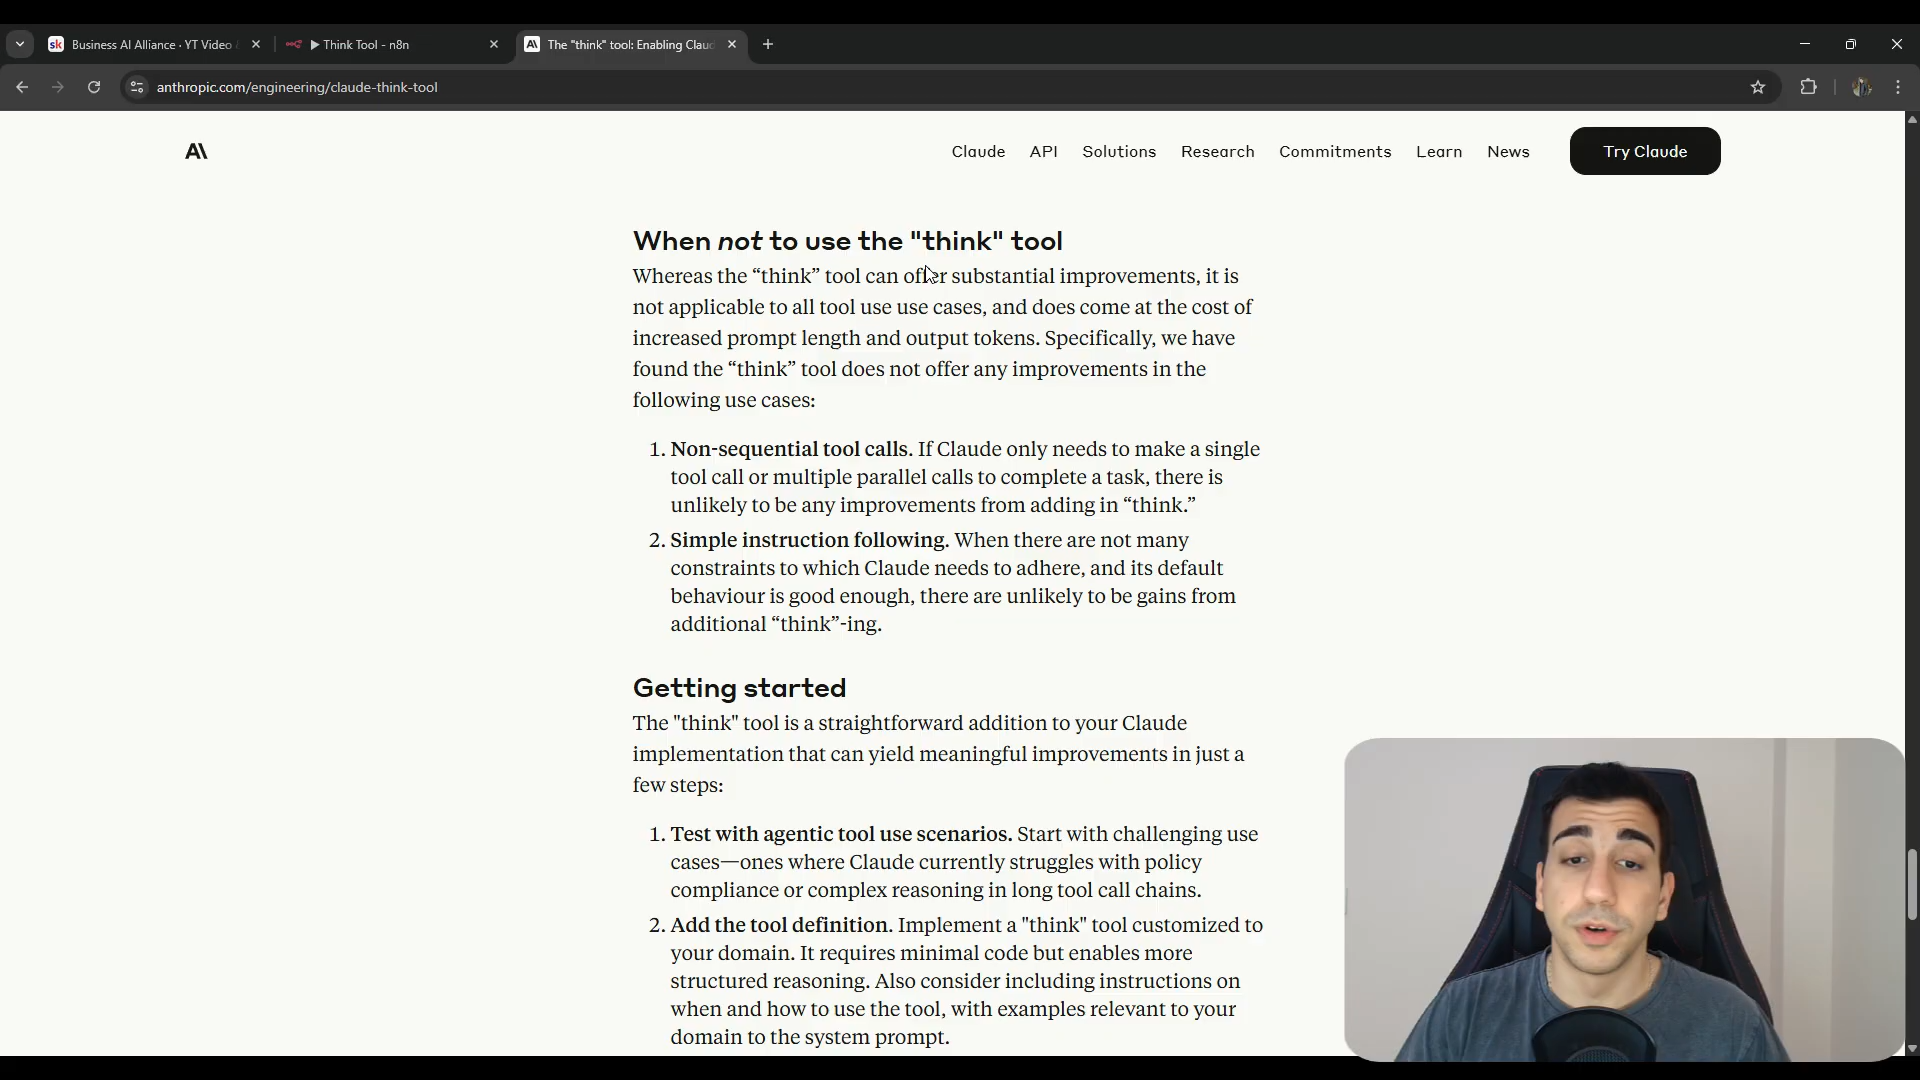 Business AI Alliance · YT Video
Think Tool - n8n
The "think" tool: Enabling Claud
anthropic.com/engineering/claude-think-tool
Claude API Solutions Research Commitments Learn News Try Claude
When not to use the "think" tool
Whereas the “think” tool can offer substantial improvements, it is
not applicable to all tool use use cases, and does come at the cost of
increased prompt length and output tokens. Specifically, we have
found the “think” tool does not offer any improvements in the
following use cases:
1. Non-sequential tool calls. If Claude only needs to make a single
tool call or multiple parallel calls to complete a task, there is
unlikely to be any improvements from adding in “think.”
2. Simple instruction following. When there are not many
constraints to which Claude needs to adhere, and its default
behaviour is good enough, there are unlikely to be gains from
additional “think”-ing.
Getting started
The "think" tool is a straightforward addition to your Claude
implementation that can yield meaningful improvements in just a
few steps:
1. Test with agentic tool use scenarios. Start with challenging use
cases—ones where Claude currently struggles with policy
compliance or complex reasoning in long tool call chains.
2. Add the tool definition. Implement a "think" tool customized to
your domain. It requires minimal code but enables more
structured reasoning. Also consider including instructions on
when and how to use the tool, with examples relevant to your
domain to the system prompt.